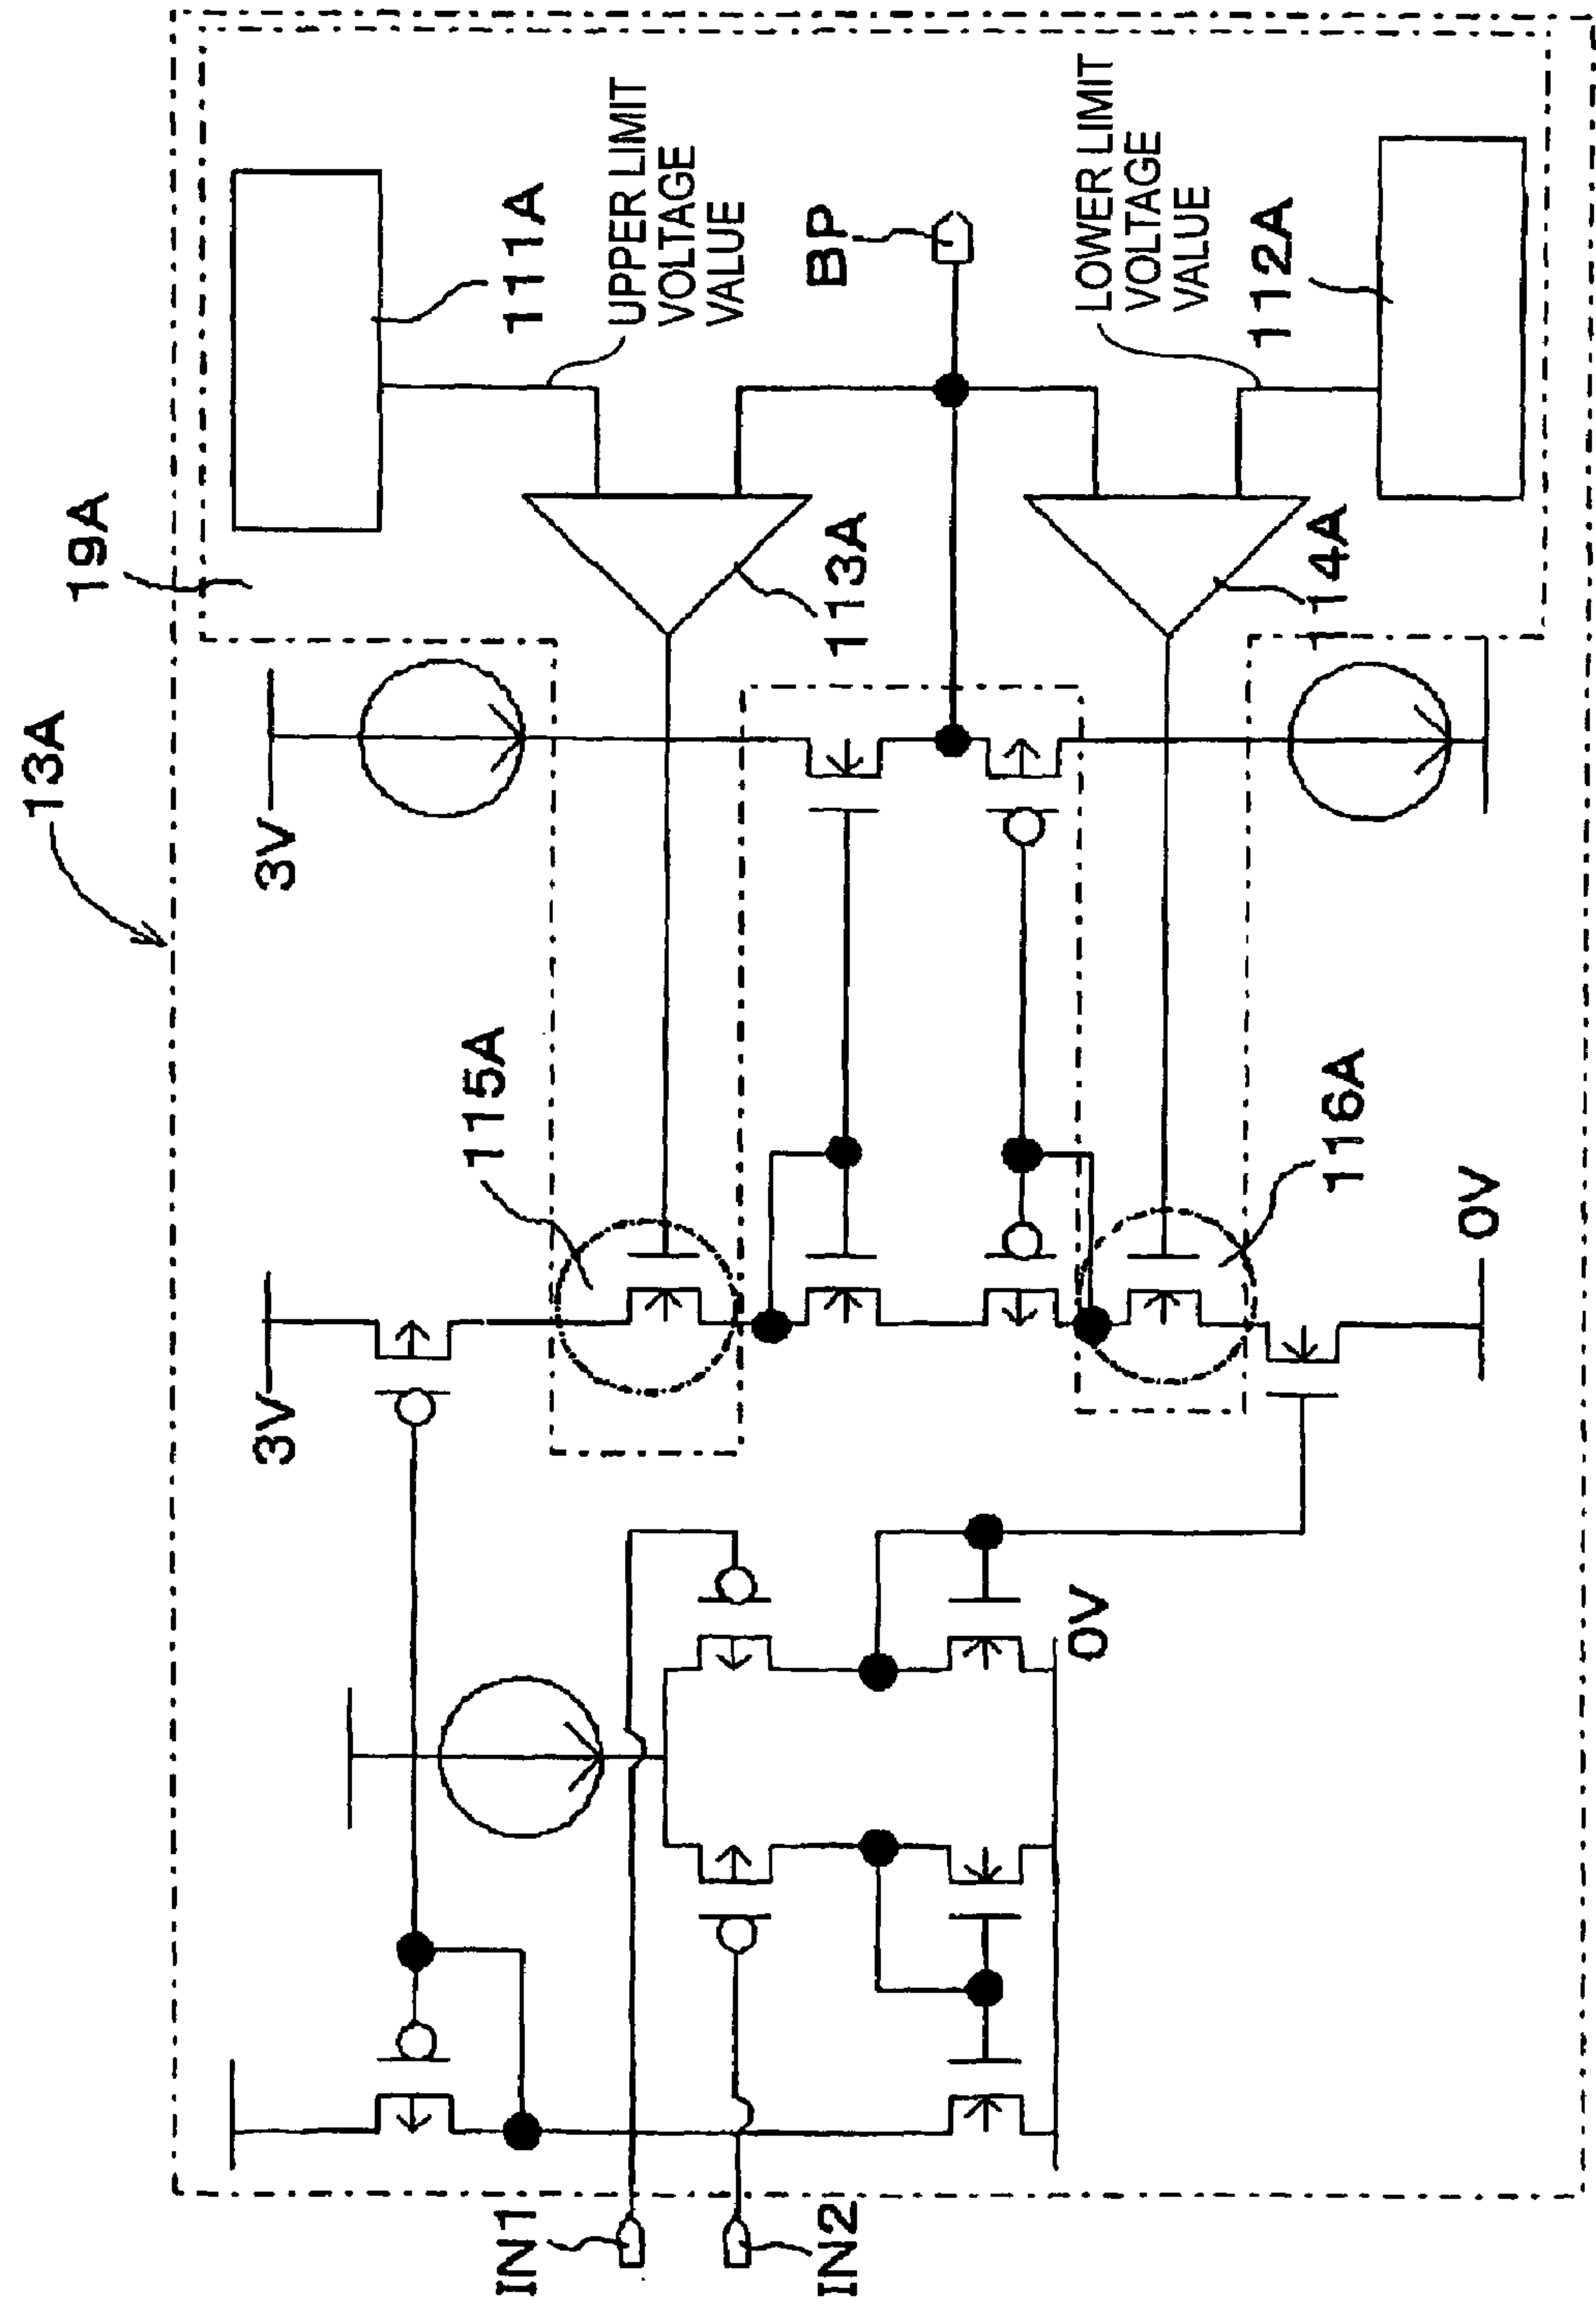 13A
19A
3V
3V
111A
UPPER LIMIT
VOLTAGE
VALUE
115A
113A
BP
LOWER LIMIT
VOLTAGE
VALUE
112A
114A
116A
0V
0V
IN1
IN2